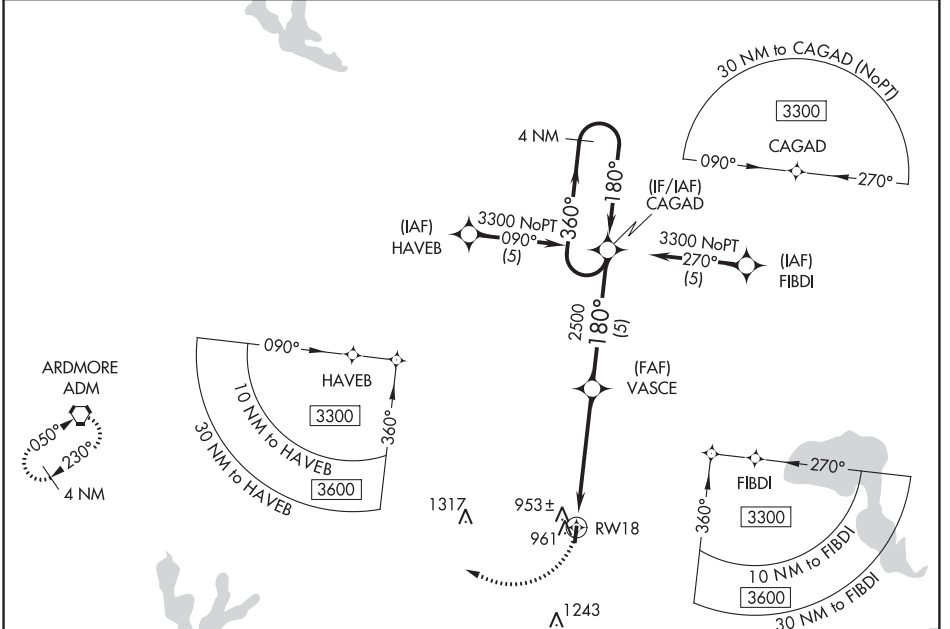 30 NM to CAGAD (NoPT)
3300
CAGAD
090°
270°
4 NM
360°
180°
(IF/IAF)
CAGAD
(IAF)
HAVEB
3300 NoPT
090°
(5)
3300 NoPT
270°
(5)
(IAF)
FIBDI
2500
180°
(5)
(FAF)
VASCE
ARDMORE
ADM
050°
230°
4 NM
090°
HAVEB
360°
3300
10 NM to HAVEB
3600
30 NM to HAVEB
270°
FIBDI
360°
3300
10 NM to FIBDI
3600
30 NM to FIBDI
1317
953±
961
RW18
1243